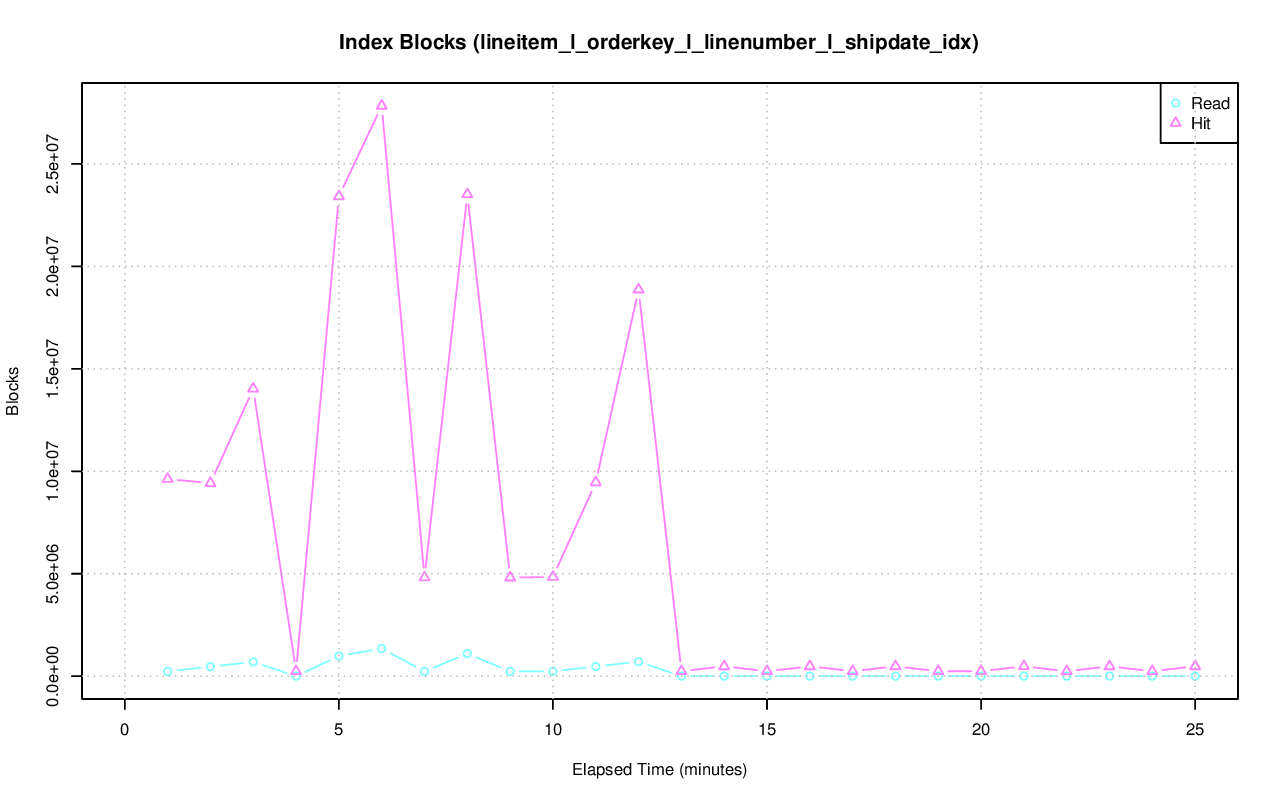 Index Blocks (lineitem_l_orderkey_l_linenumber_l_shipdate_idx)
Read
Hit
Blocks
2.5e+07
2.0e+07
1.5e+07
1.0e+07
5.0e+06
0.0e+00
0 5 10 15 20 25
Elapsed Time (minutes)